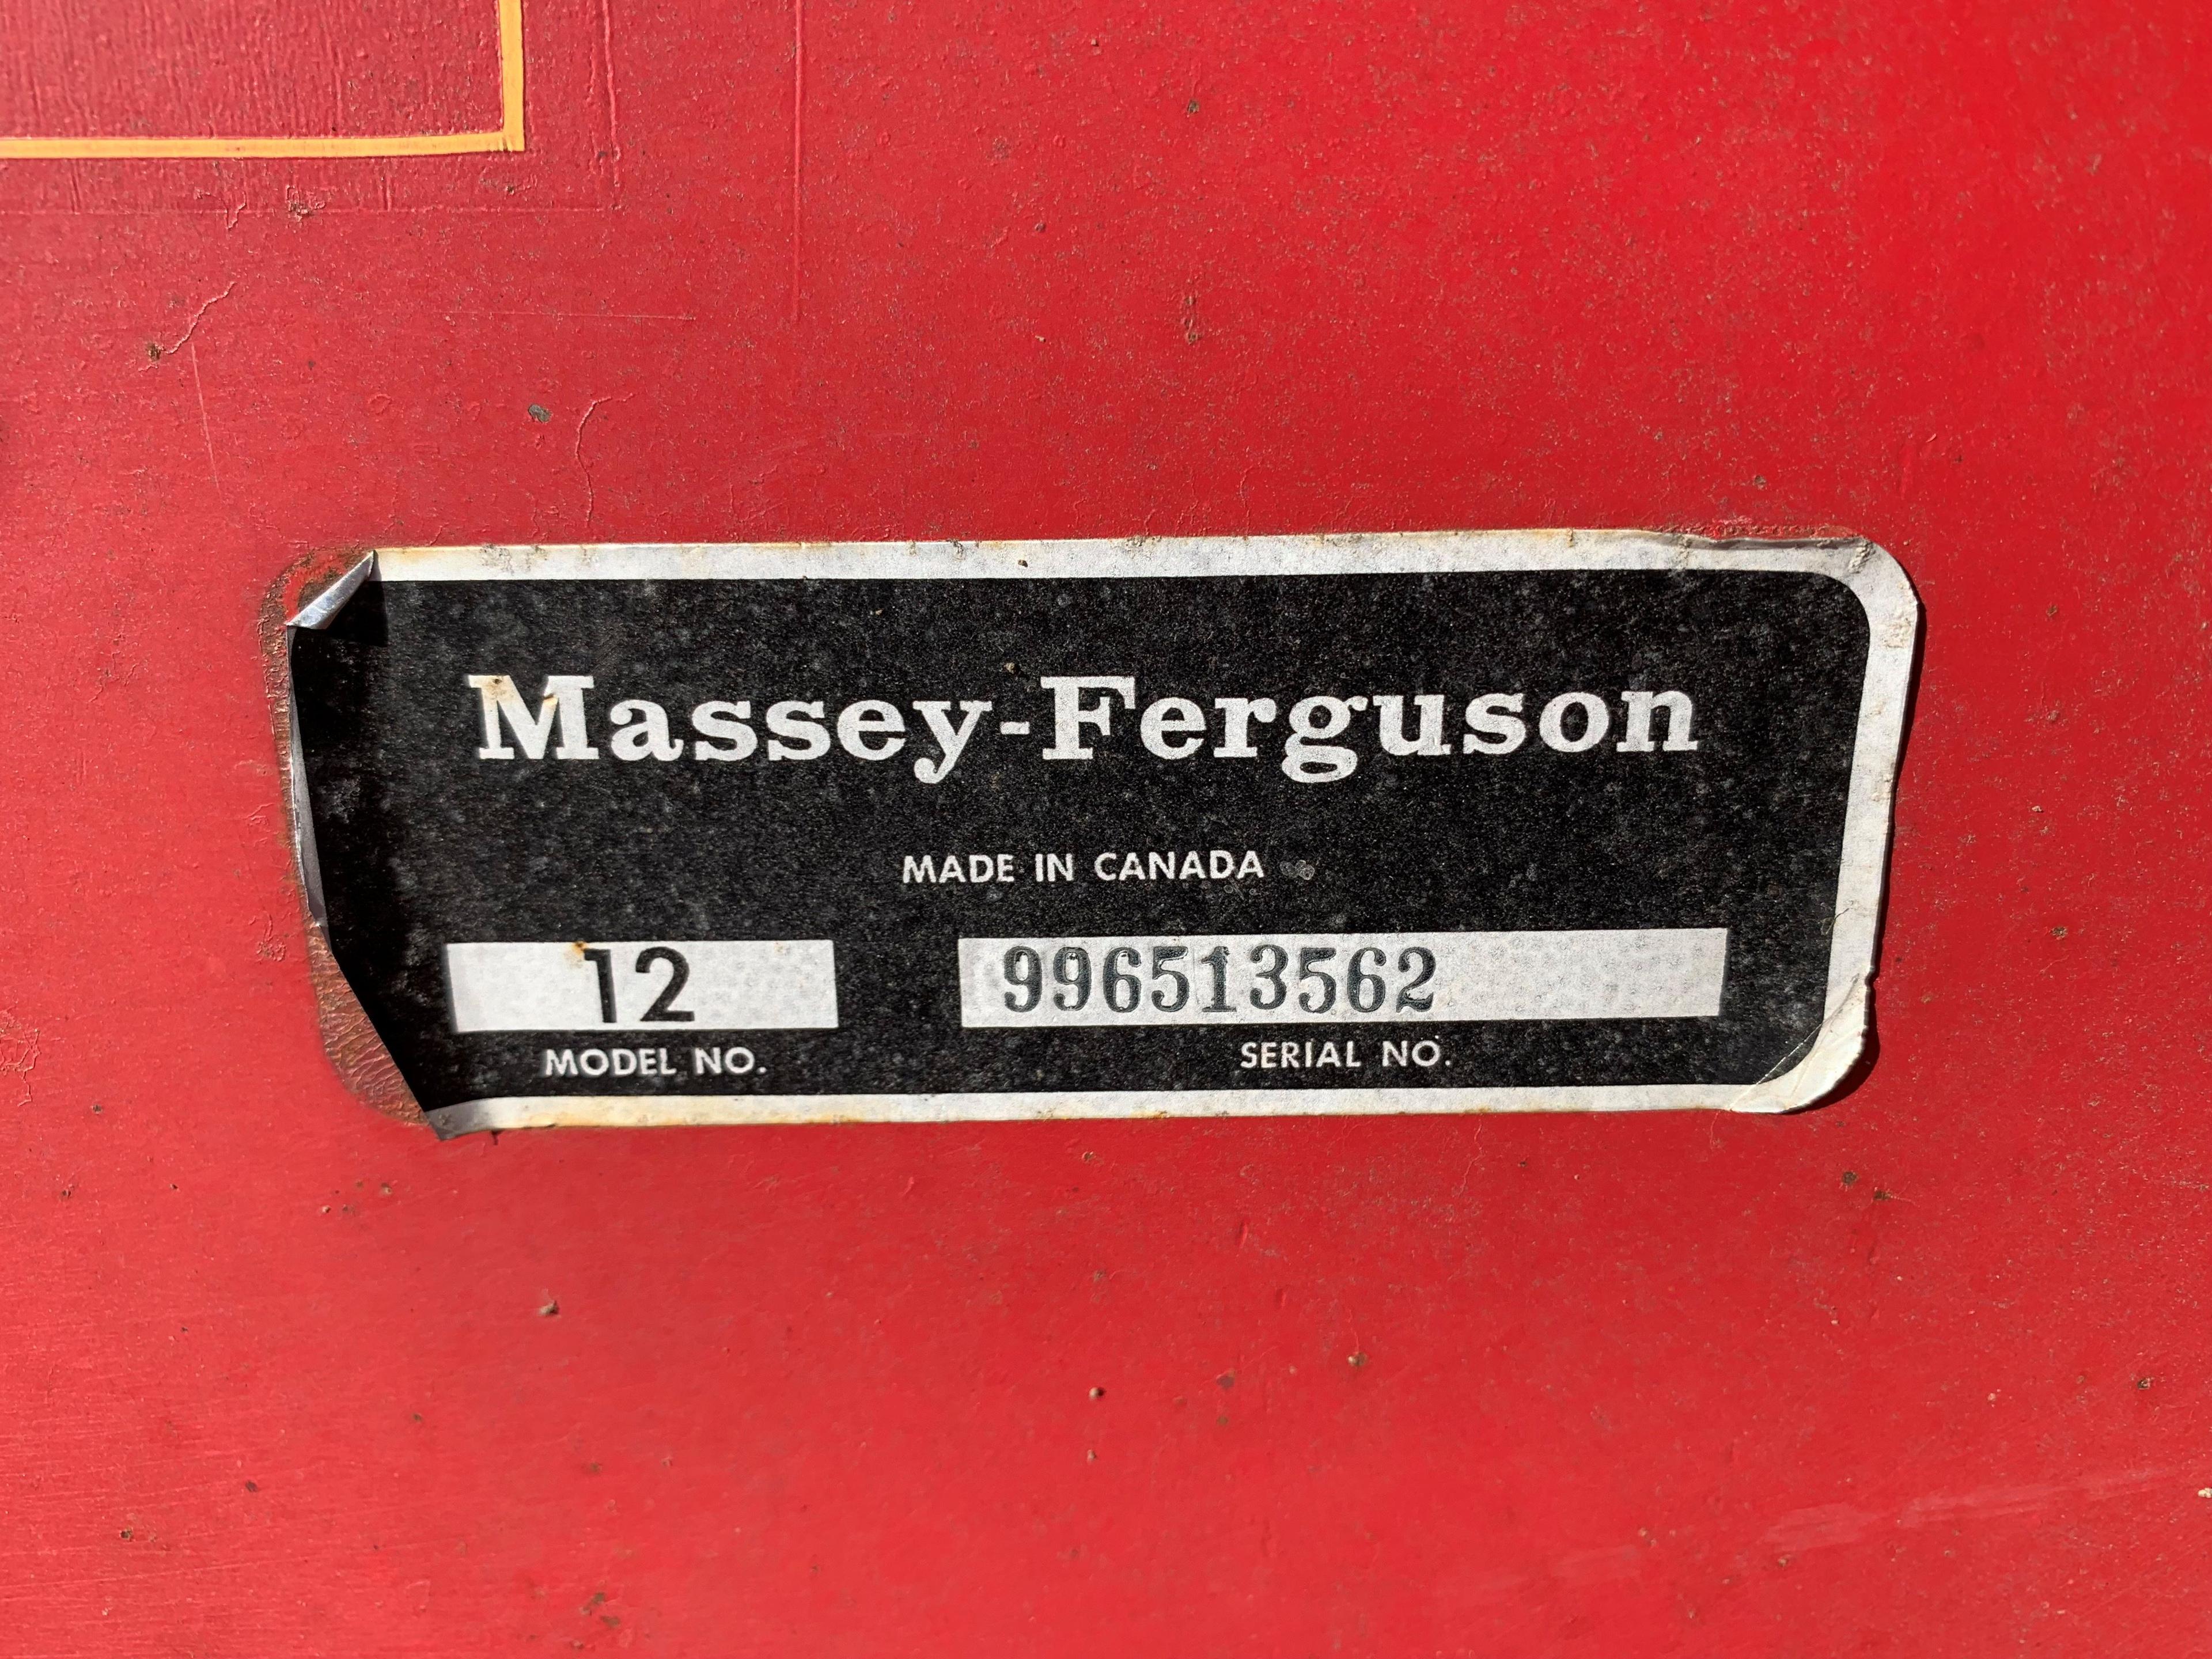 Massey-Ferguson
MADE IN CANADA
12 996513562
MODEL NO. SERIAL NO.